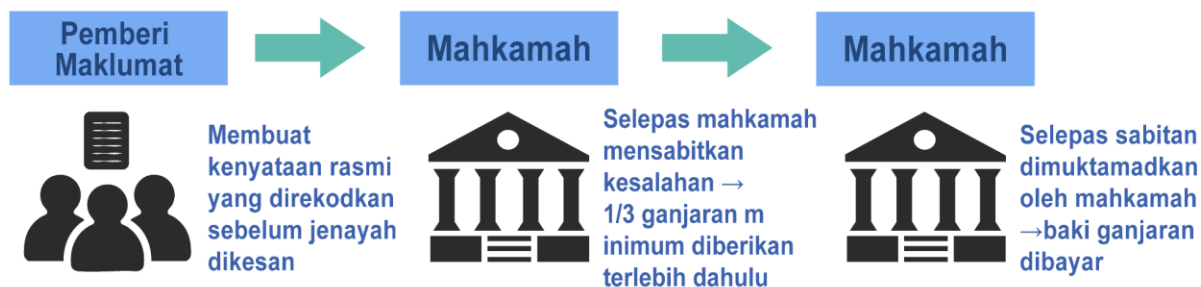 Pemberi
Maklumat
Mahkamah
Mahkamah
Membuat
kenyataan rasmi
yang direkodkan
sebelum jenayah
dikesan
Selepas mahkamah
mensabitkan
kesalahan →
1/3 ganjaran m
inimum diberikan
terlebih dahulu
Selepas sabitan
dimuktamadkan
oleh mahkamah
→baki ganjaran
dibayar